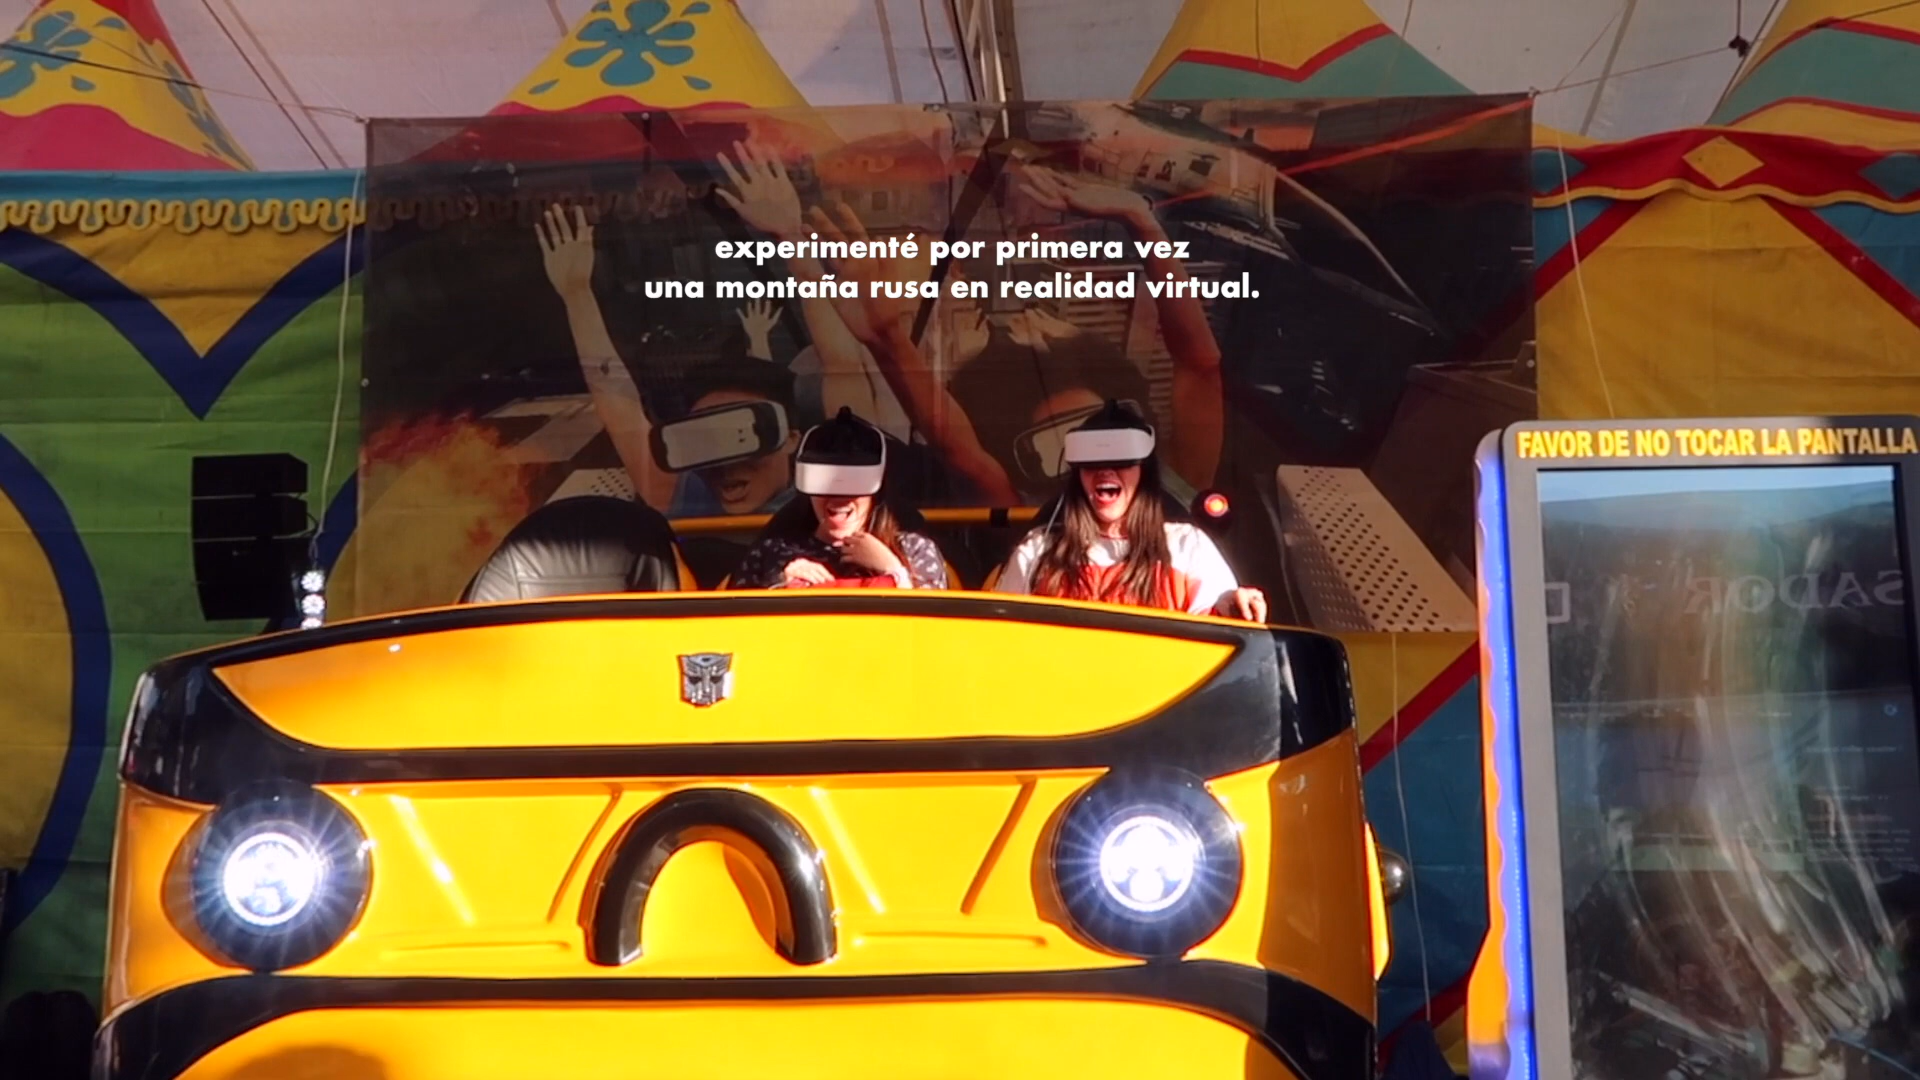 experimenté por primera vez
una montaña rusa en realidad virtual.
FAVOR DE NO TOCAR LA PANTALLA